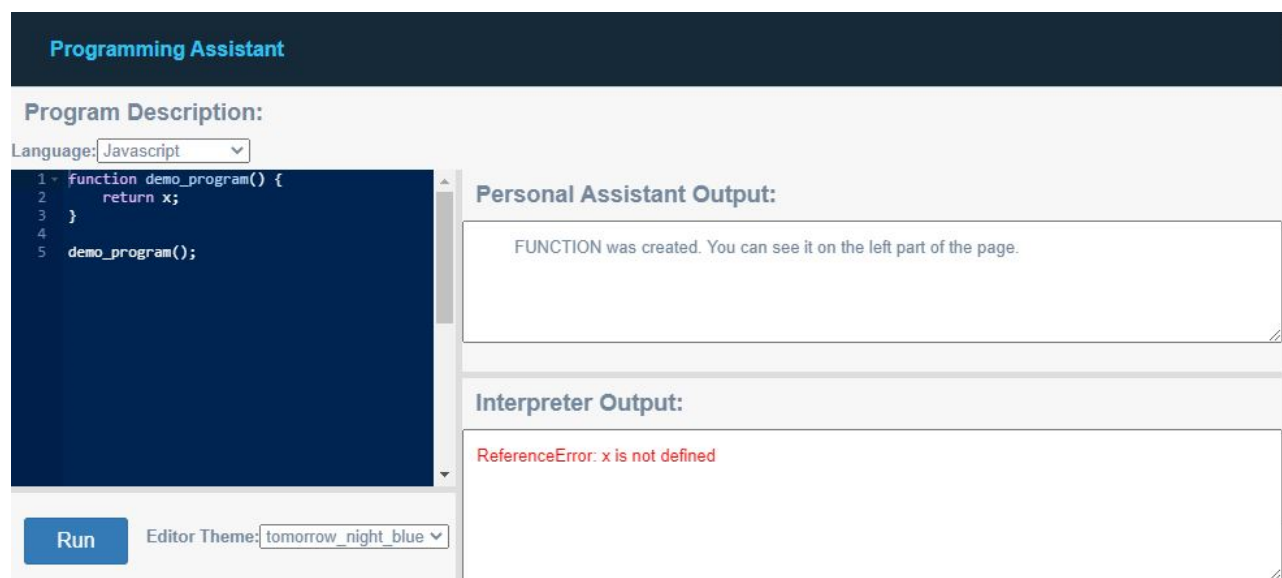 Programming Assistant
Program Description:
Language: Javascript
1 function demo_program() {
2 return x;
3 }
4
5 demo_program();
Run
Editor Theme: tomorrow_night_blue
Personal Assistant Output:
FUNCTION was created. You can see it on the left part of the page.
Interpreter Output:
ReferenceError: x is not defined